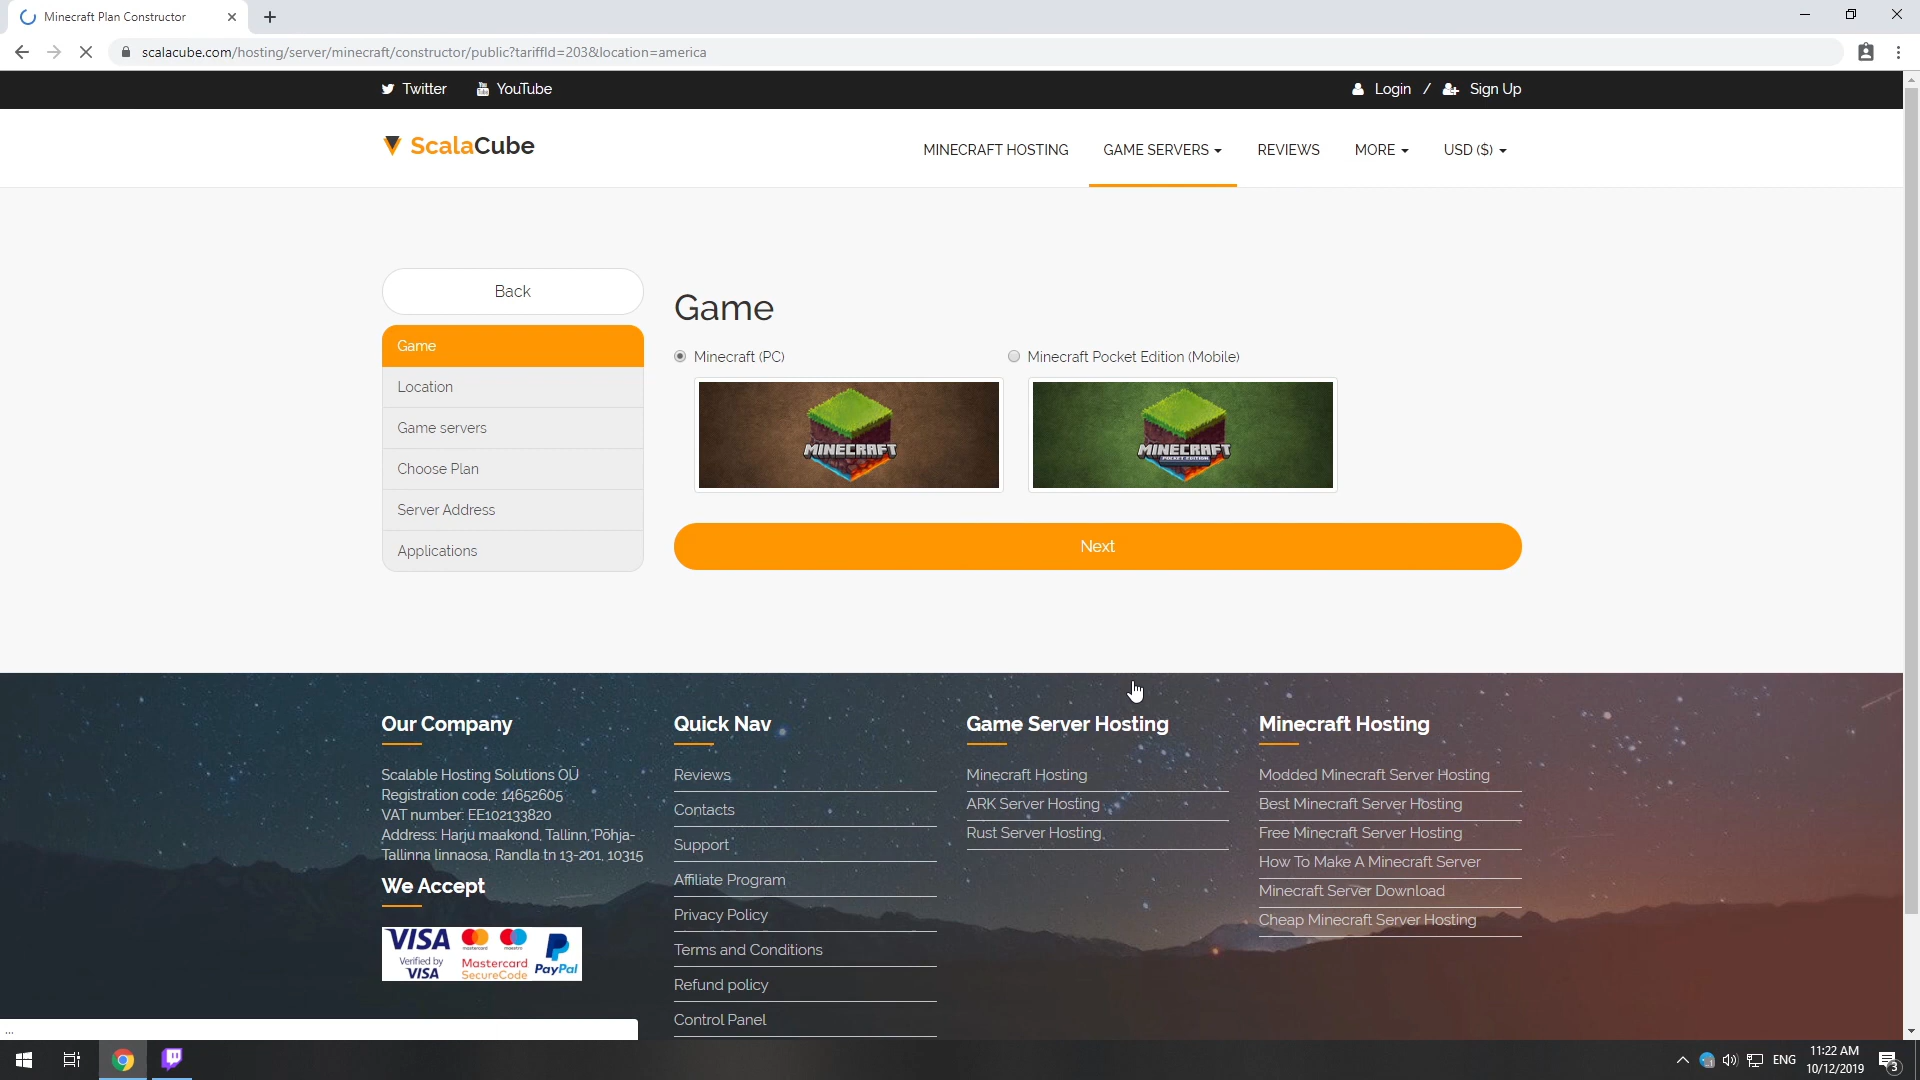 Minecraft Plan Constructor
scalacube.com/hosting/server/minecraft/constructor/public?tariffId=203&location=america
Twitter
YouTube
Login / Sign Up
ScalaCube
MINECRAFT HOSTING
GAME SERVERS
REVIEWS
MORE
USD ($)
Back
Game
Location
Game servers
Choose Plan
Server Address
Applications
Game
Minecraft (PC)
Minecraft Pocket Edition (Mobile)
MINECRAFT
MINECRAFT
POCKET EDITION
Next
Our Company
Scalable Hosting Solutions OÜ
Registration code: 14652605
VAT number: EE102133820
Address: Harju maakond, Tallinn, Põhja-
Tallinna linnaosa, Randla tn 13-201, 10315
We Accept
VISA
Verified by
VISA
mastercard
maestro
Mastercard
SecureCode
PayPal
Quick Nav
Reviews
Contacts
Support
Affiliate Program
Privacy Policy
Terms and Conditions
Refund policy
Control Panel
Game Server Hosting
Minecraft Hosting
ARK Server Hosting
Rust Server Hosting
Minecraft Hosting
Modded Minecraft Server Hosting
Best Minecraft Server Hosting
Free Minecraft Server Hosting
How To Make A Minecraft Server
Minecraft Server Download
Cheap Minecraft Server Hosting
...
ENG
11:22 AM
10/12/2019
3